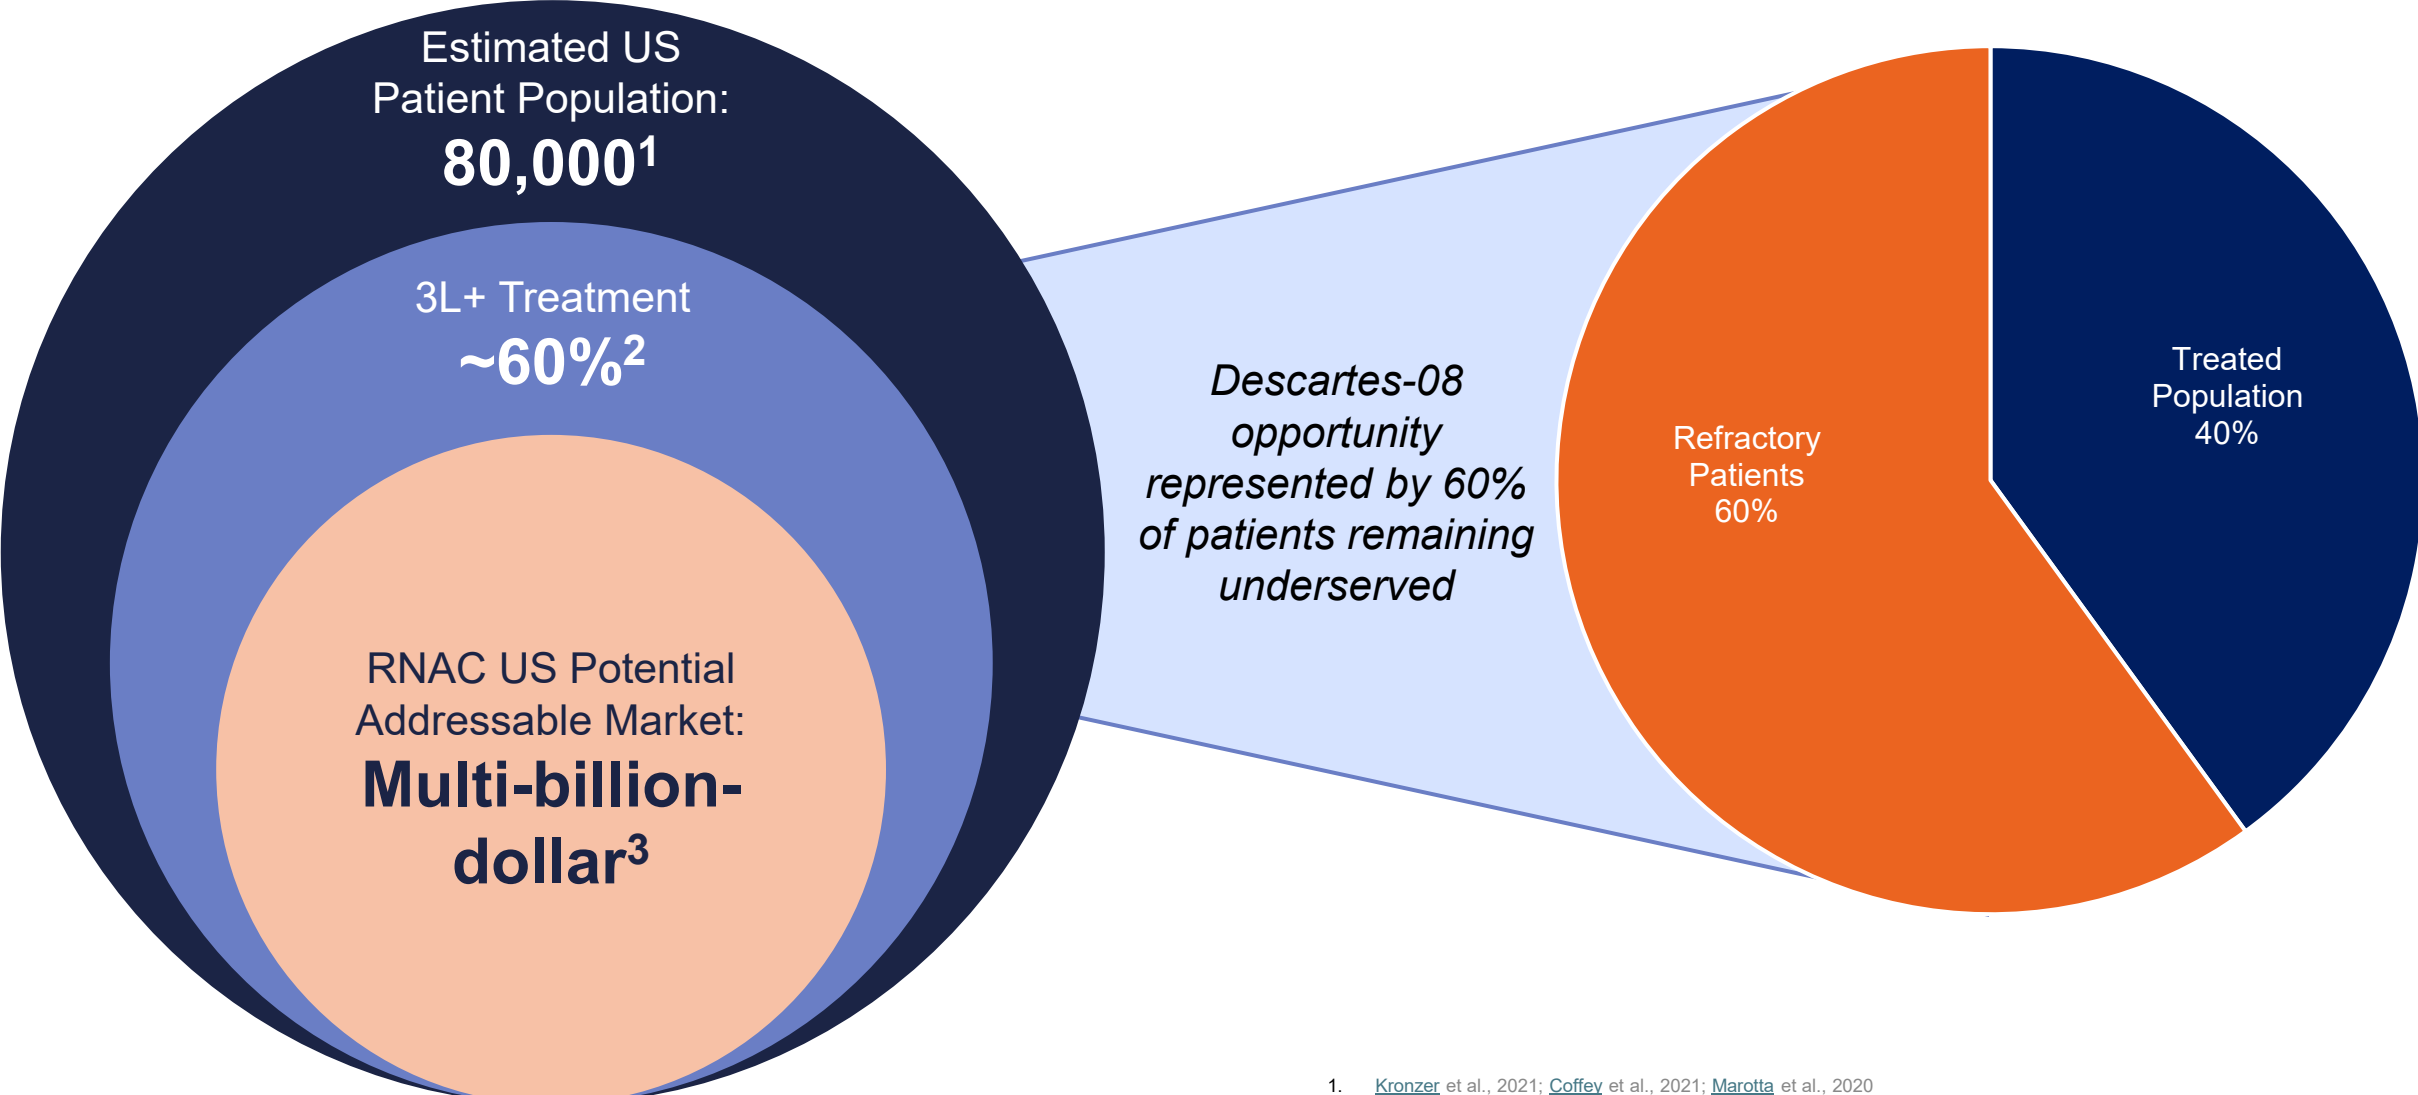 Estimated US
Patient Population:
80,000¹
3L+ Treatment
~60%²
RNAC US Potential
Addressable Market:
Multi-billion-
dollar³
Descartes-08
opportunity
represented by 60%
of patients remaining
underserved
Refractory
Patients
60%
Treated
Population
40%
1. Kronzer et al., 2021; Coffey et al., 2021; Marotta et al., 2020